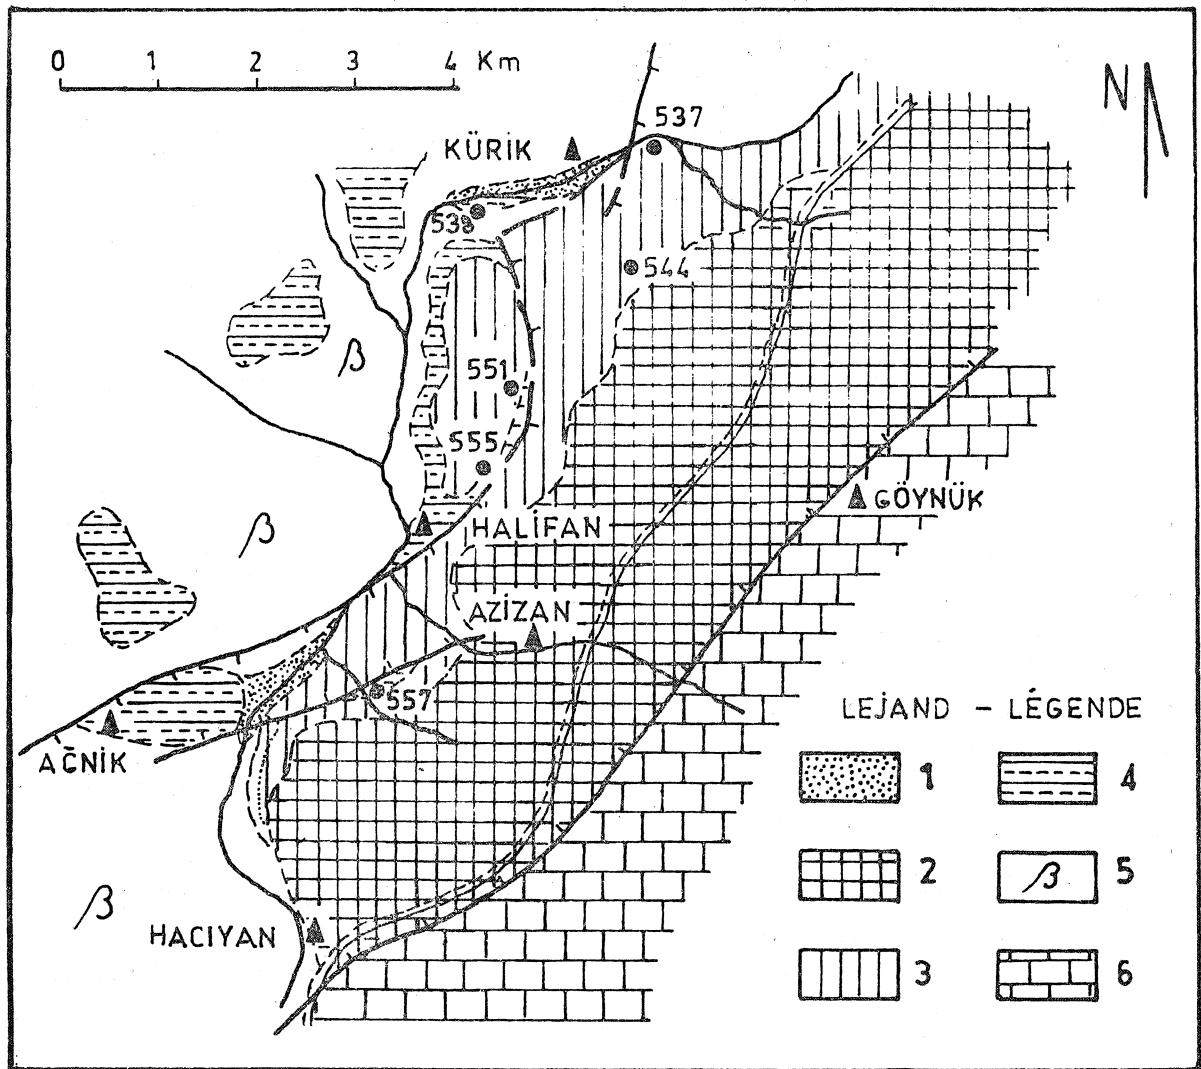 0 1 2 3 4 Km
N
537
KÜRİK
538
544
β
551
555
GÖYNÜK
β
HALİFAN
AZİZAN
557
LEJAND - LÉGENDE
AĞNİK
1 4
β
2 β 5
HACIYAN
3 6